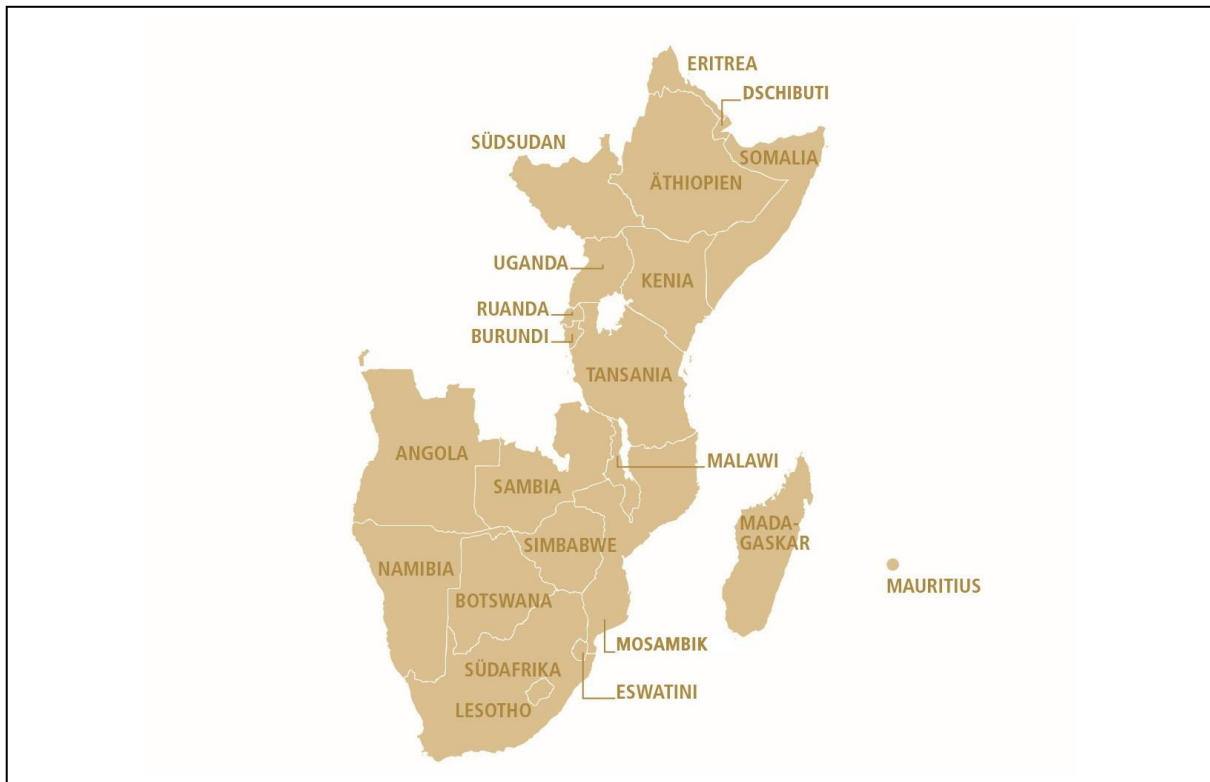 ERITREA
DSCHIBUTI
SÜDSUDAN
SOMALIA
ÄTHIOPIEN
UGANDA
KENIA
RUANDA
BURUNDI
TANSANIA
ANGOLA
MALAWI
SAMBIA
MADA-
GASKAR
SIMBABWE
NAMIBIA
MAURITIUS
BOTSWANA
MOSAMBIK
SÜDAFRIKA
ESWATINI
LESOTHO